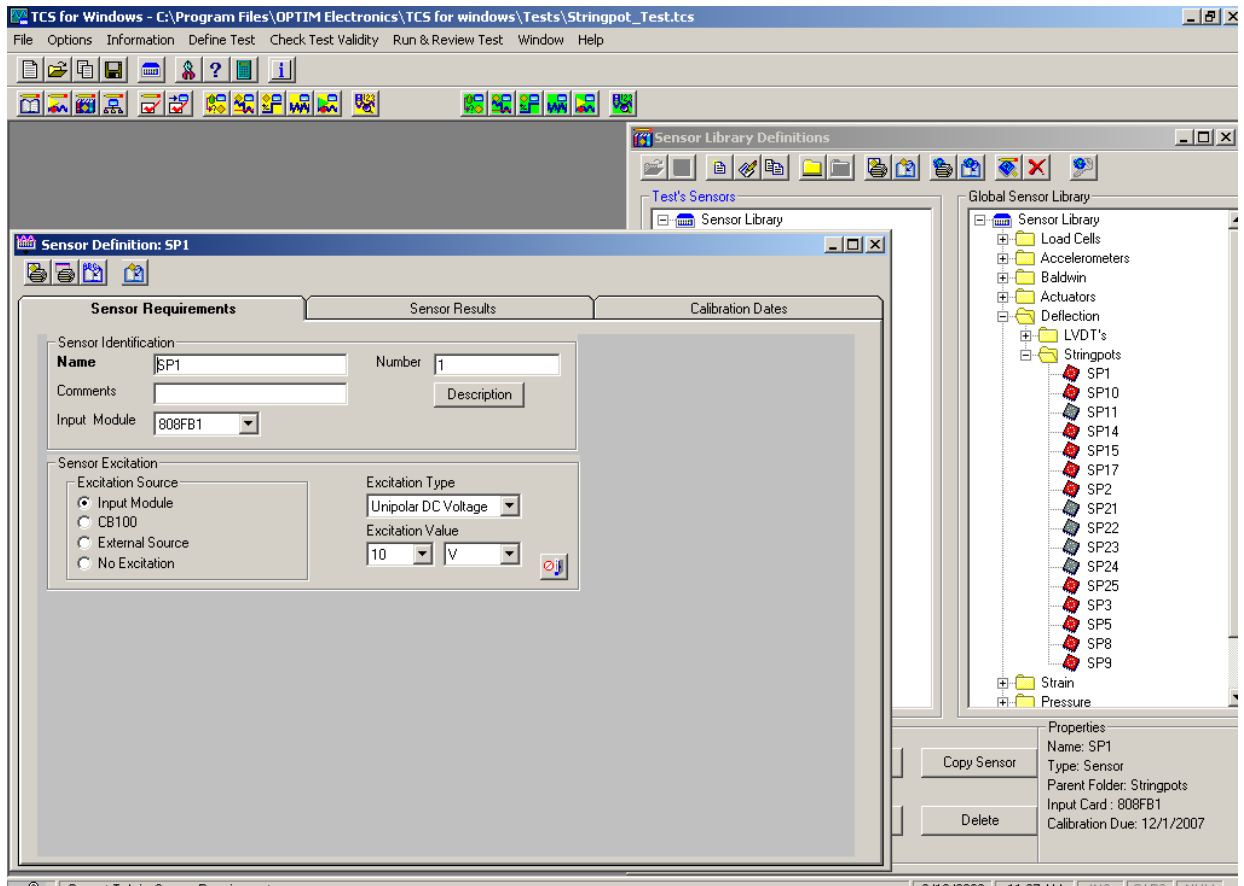 TCS for Windows - C:\Program Files\OPTIM Electronics\TCS for windows\Tests\Stringpot_Test.tcs
File Options Information Define Test Check Test Validity Run & Review Test Window Help
Sensor Library Definitions
Test's Sensors
Sensor Library
Global Sensor Library
Sensor Library
Load Cells
Accelerometers
Baldwin
Actuators
Deflection
LVDT's
Stringpots
SP1
SP10
SP11
SP14
SP15
SP17
SP2
SP21
SP22
SP23
SP24
SP25
SP3
SP5
SP8
SP9
Strain
Pressure
Sensor Definition: SP1
Sensor Requirements
Sensor Results
Calibration Dates
Sensor Identification
Name SP1 Number 1
Comments Description
Input Module 808FB1
Sensor Excitation
Excitation Source
Input Module
CB100
External Source
No Excitation
Excitation Type
Unipolar DC Voltage
Excitation Value
10 V
Copy Sensor
Delete
Properties
Name: SP1
Type: Sensor
Parent Folder: Stringpots
Input Card : 808FB1
Calibration Due: 12/1/2007